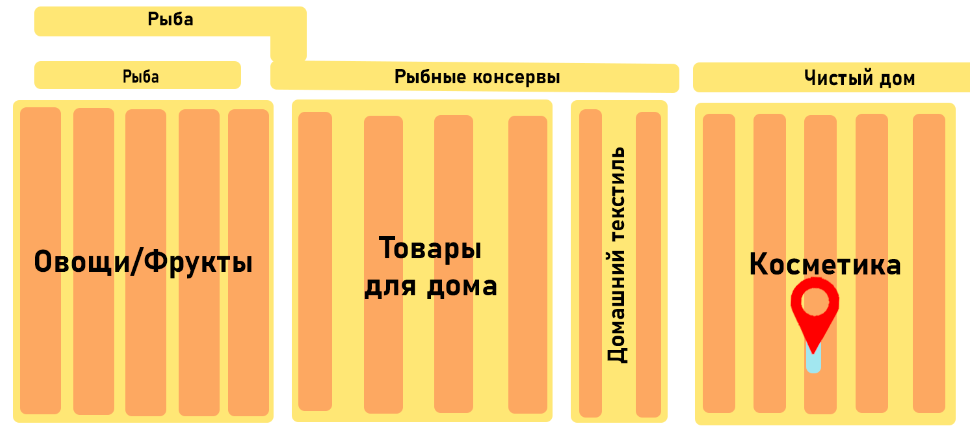 Рыба
Рыба
Рыбные консервы
Чистый дом
Овощи/Фрукты
Товары
для дома
Домашний текстиль
Косметика